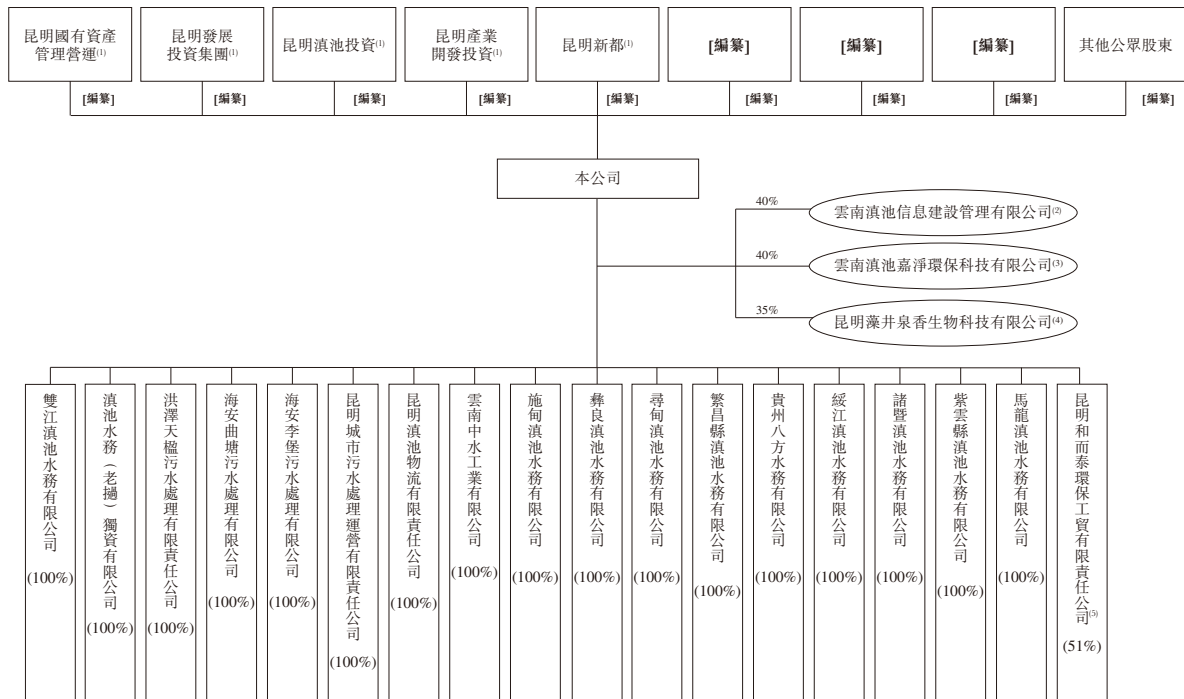 昆明國有資產
管理營運(1)
昆明發展
投資集團(1)
昆明滇池投資(1)
昆明產業
開發投資(1)
昆明新都(1)
[編纂]
[編纂]
[編纂]
其他公眾股東
[編纂]
[編纂]
[編纂]
[編纂]
[編纂]
[編纂]
[編纂]
[編纂]
[編纂]
本公司
40%
雲南滇池信息建設管理有限公司(2)
40%
雲南滇池嘉淨環保科技有限公司(3)
35%
昆明藻井泉香生物科技有限公司(4)
雙江滇池水務有限公司
(100%)
滇池水務（老撾）獨資有限公司
(100%)
洪澤天楹污水處理有限責任公司
(100%)
海安曲塘污水處理有限公司
(100%)
海安李堡污水處理有限公司
(100%)
昆明城市污水處理運營有限責任公司
(100%)
昆明滇池物流有限責任公司
(100%)
雲南中水工業有限公司
(100%)
施甸滇池水務有限公司
(100%)
彝良滇池水務有限公司
(100%)
尋甸滇池水務有限公司
(100%)
繁昌縣滇池水務有限公司
(100%)
貴州八方水務有限公司
(100%)
綏江滇池水務有限公司
(100%)
諸暨滇池水務有限公司
(100%)
紫雲縣滇池水務有限公司
(100%)
馬龍滇池水務有限公司
(100%)
昆明和而泰環保工貿有限責任公司(5)
(51%)